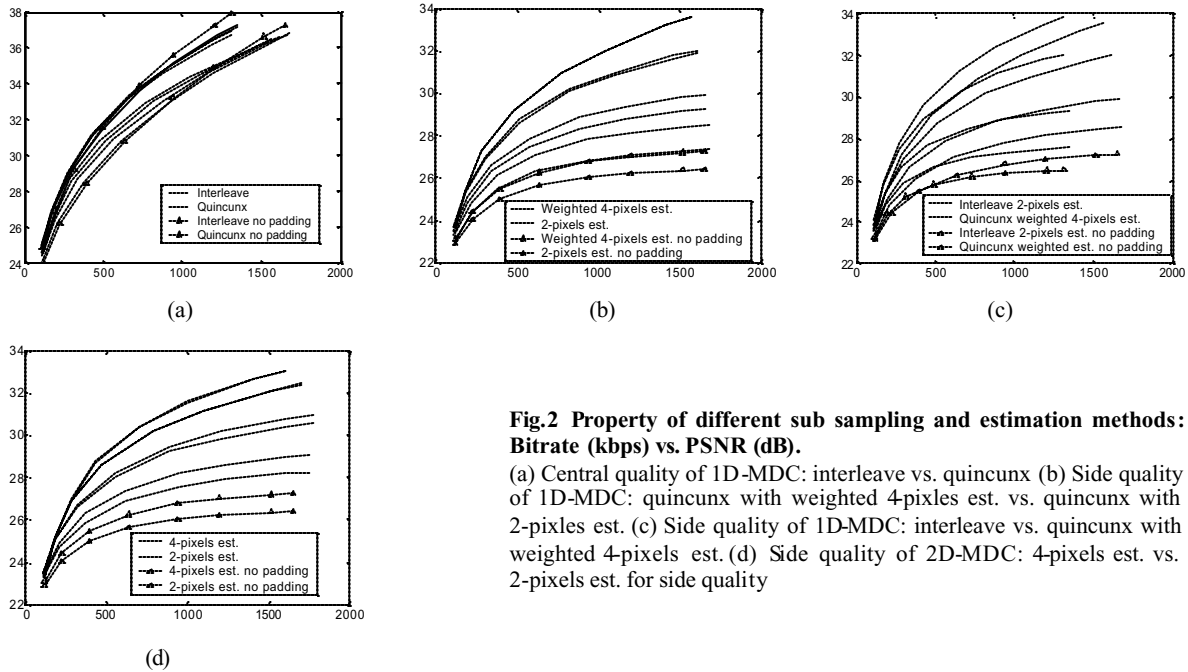 38
36
34
32
30
28
26
24
0
500
1000
1500
2000
Interleave
Quincunx
Interleave no padding
Quincunx no padding
(a)
34
32
30
28
26
24
22
0
500
1000
1500
2000
Weighted 4-pixels est.
2-pixels est.
Weighted 4-pixels est. no padding
2-pixels est. no padding
(b)
34
32
30
28
26
24
22
0
500
1000
1500
2000
Interleave 2-pixels est.
Quincunx weighted 4-pixels est.
Interleave 2-pixels est. no padding
Quincunx weighted est. no padding
(c)
34
32
30
28
26
24
22
0
500
1000
1500
2000
4-pixels est.
2-pixels est.
4-pixels est. no padding
2-pixels est. no padding
(d)
Fig.2 Property of different sub sampling and estimation methods:
Bitrate (kbps) vs. PSNR (dB).
(a) Central quality of 1D-MDC: interleave vs. quincunx (b) Side quality
of 1D-MDC: quincunx with weighted 4-pixles est. vs. quincunx with
2-pixles est. (c) Side quality of 1D-MDC: interleave vs. quincunx with
weighted 4-pixels est. (d) Side quality of 2D-MDC: 4-pixels est. vs.
2-pixels est. for side quality